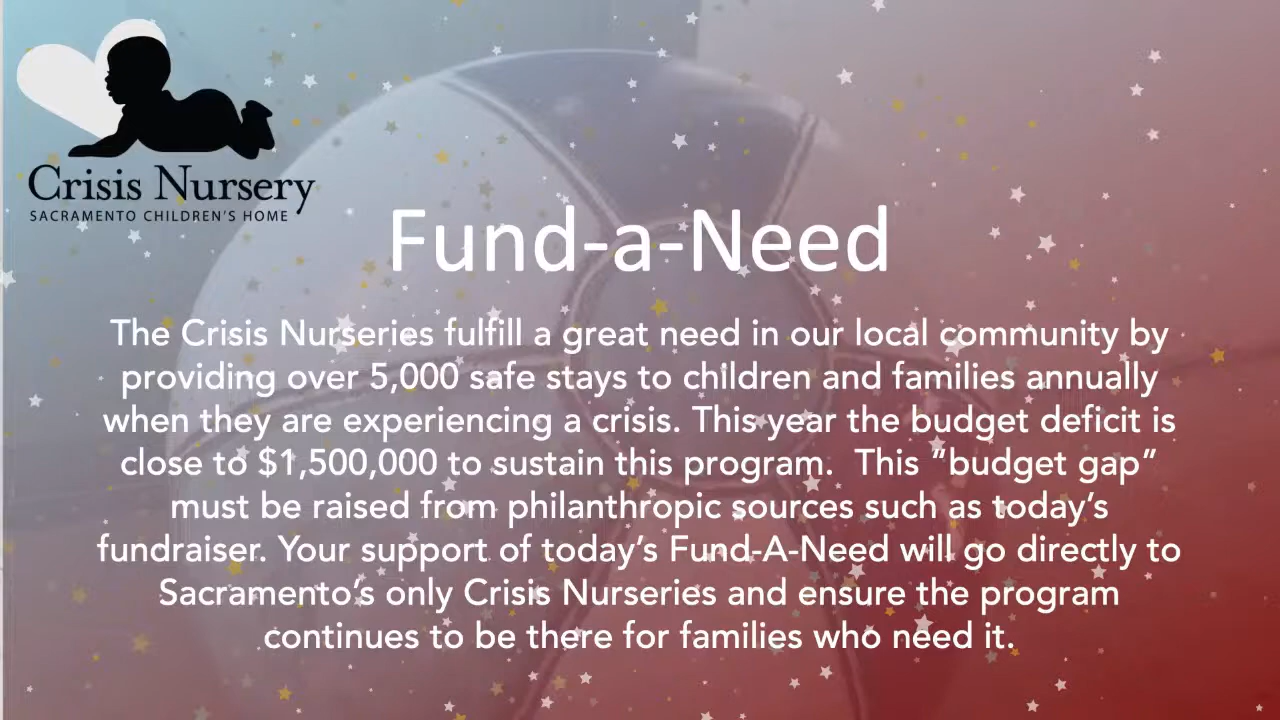 Crisis Nursery
SACRAMENTO CHILDREN'S HOME
Fund-a-Need
The Crisis Nurseries fulfill a great need in our local community by
providing over 5,000 safe stays to children and families annually
when they are experiencing a crisis. This year the budget deficit is
close to $1,500,000 to sustain this program.  This “budget gap”
must be raised from philanthropic sources such as today’s
fundraiser. Your support of today’s Fund-A-Need will go directly to
Sacramento’s only Crisis Nurseries and ensure the program
continues to be there for families who need it.